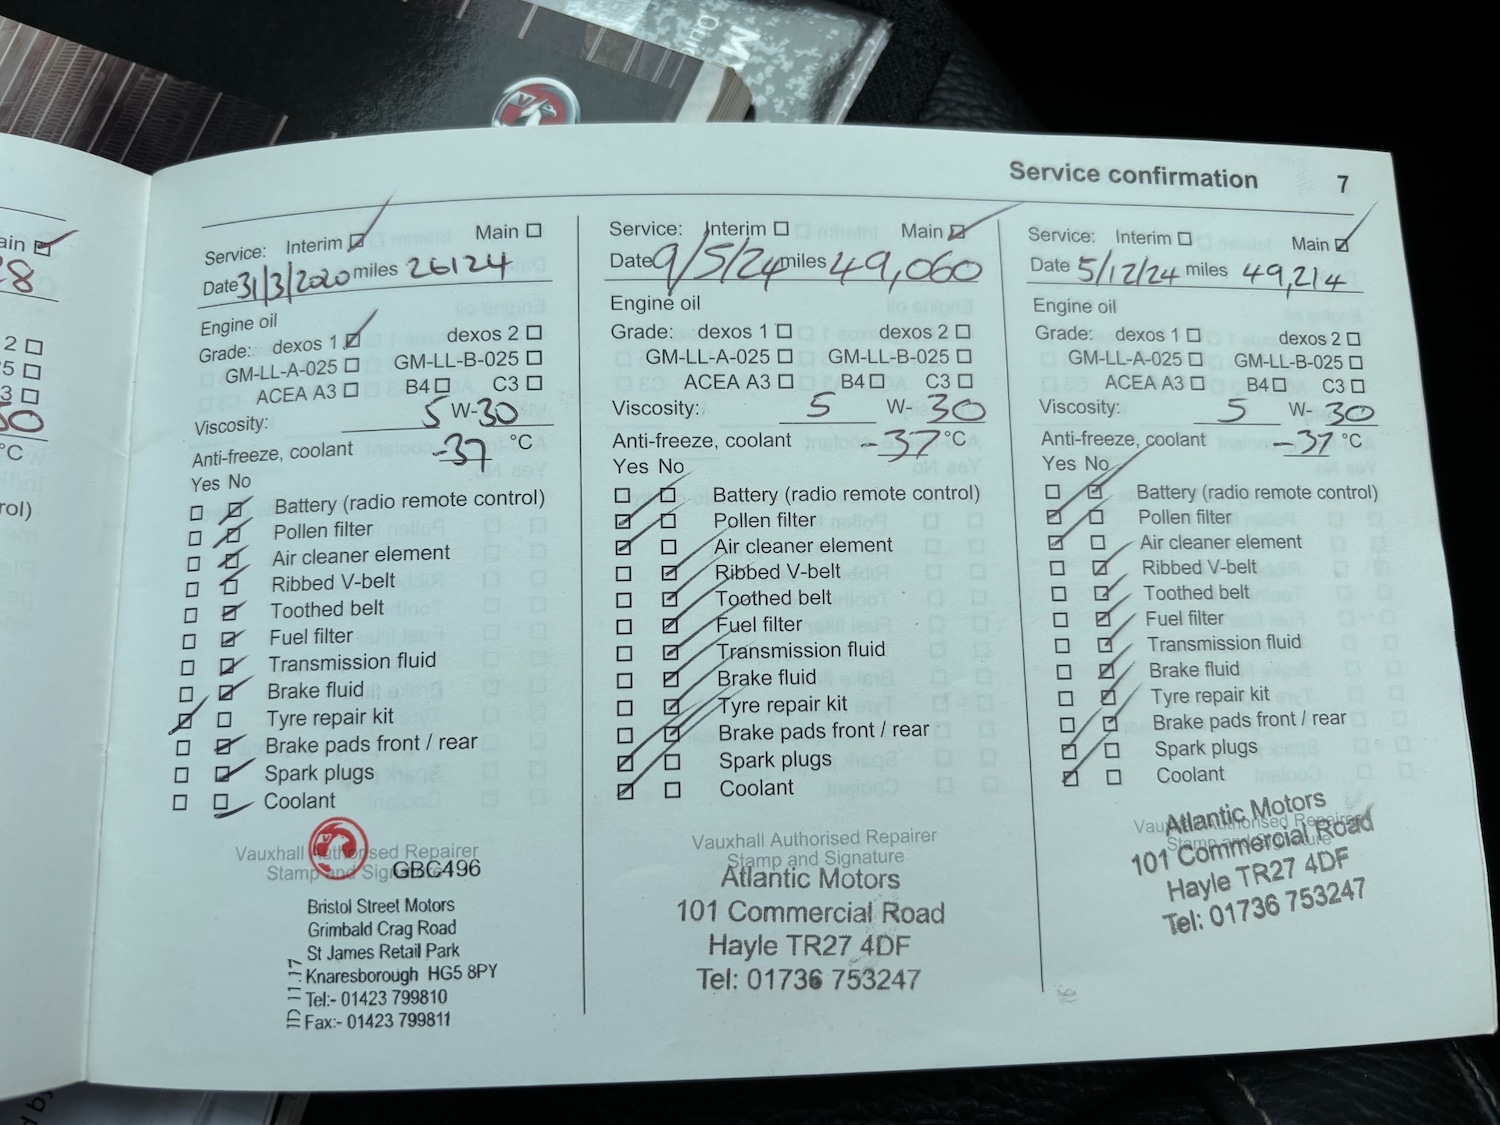 Service confirmation 7
ain
28
2
5
3
30
°C
rol)
Service: Interim Main
Date 31/3/2020 miles 26124
Engine oil
Grade: dexos 1 dexos 2
GM-LL-A-025 GM-LL-B-025
ACEA A3 B4 C3
Viscosity: 5 W-30
Anti-freeze, coolant -37 °C
Yes No
Battery (radio remote control)
Pollen filter
Air cleaner element
Ribbed V-belt
Toothed belt
Fuel filter
Transmission fluid
Brake fluid
Tyre repair kit
Brake pads front / rear
Spark plugs
Coolant
Vauxhall Authorised Repairer
Stamp and Signature
GBC496
Bristol Street Motors
Grimbald Crag Road
St James Retail Park
Knaresborough HG5 8PY
Tel:- 01423 799810
Fax:- 01423 799811
Service: Interim Main
Date 9/5/24 miles 49,060
Engine oil
Grade: dexos 1 dexos 2
GM-LL-A-025 GM-LL-B-025
ACEA A3 B4 C3
Viscosity: 5 W- 30
Anti-freeze, coolant -37 °C
Yes No
Battery (radio remote control)
Pollen filter
Air cleaner element
Ribbed V-belt
Toothed belt
Fuel filter
Transmission fluid
Brake fluid
Tyre repair kit
Brake pads front / rear
Spark plugs
Coolant
Vauxhall Authorised Repairer
Stamp and Signature
Atlantic Motors
101 Commercial Road
Hayle TR27 4DF
Tel: 01736 753247
Service: Interim Main
Date 5/12/24 miles 49,214
Engine oil
Grade: dexos 1 dexos 2
GM-LL-A-025 GM-LL-B-025
ACEA A3 B4 C3
Viscosity: 5 W- 30
Anti-freeze, coolant -37 °C
Yes No
Battery (radio remote control)
Pollen filter
Air cleaner element
Ribbed V-belt
Toothed belt
Fuel filter
Transmission fluid
Brake fluid
Tyre repair kit
Brake pads front / rear
Spark plugs
Coolant
Vauxhall Authorised Repairer
Stamp and Signature
Atlantic Motors
101 Commercial Road
Hayle TR27 4DF
Tel: 01736 753247